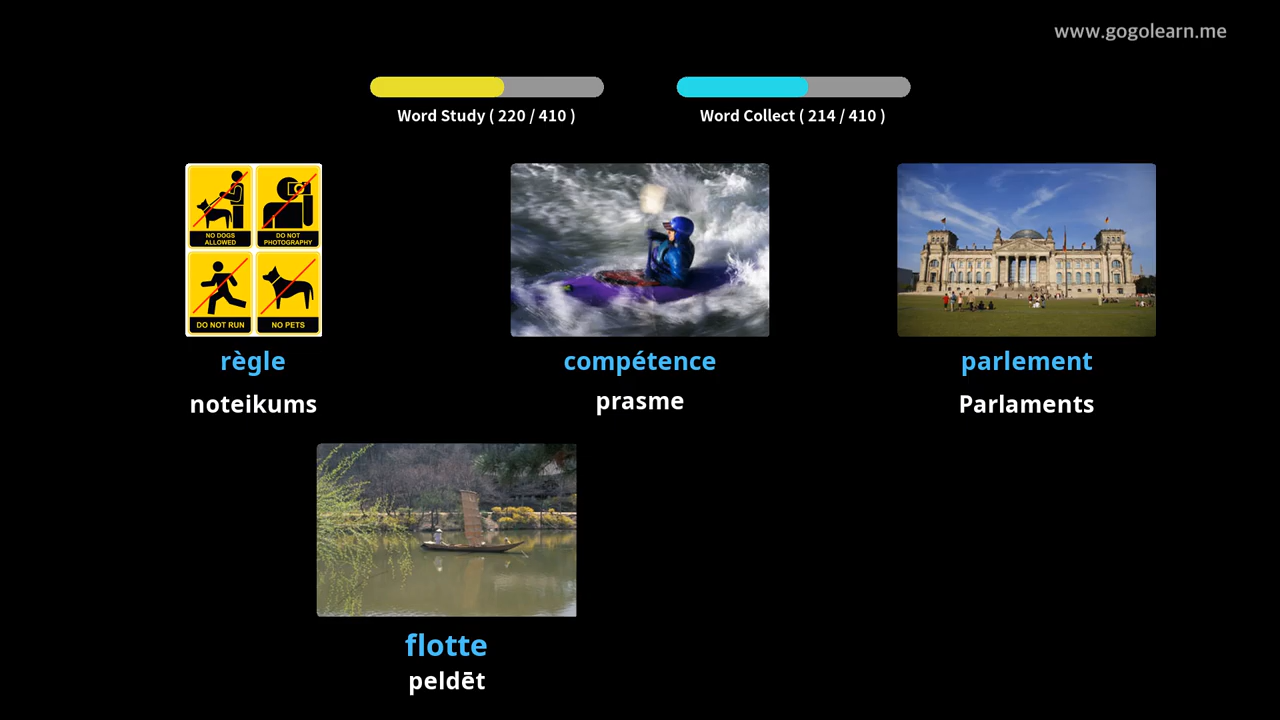 www.gogolearn.me
Word Study ( 220 / 410 )
Word Collect ( 214 / 410 )
NO DOGS
ALLOWED
DO NOT
PHOTOGRAPHY
DO NOT RUN
NO PETS
règle
compétence
parlement
noteikums
prasme
Parlaments
flotte
peldēt